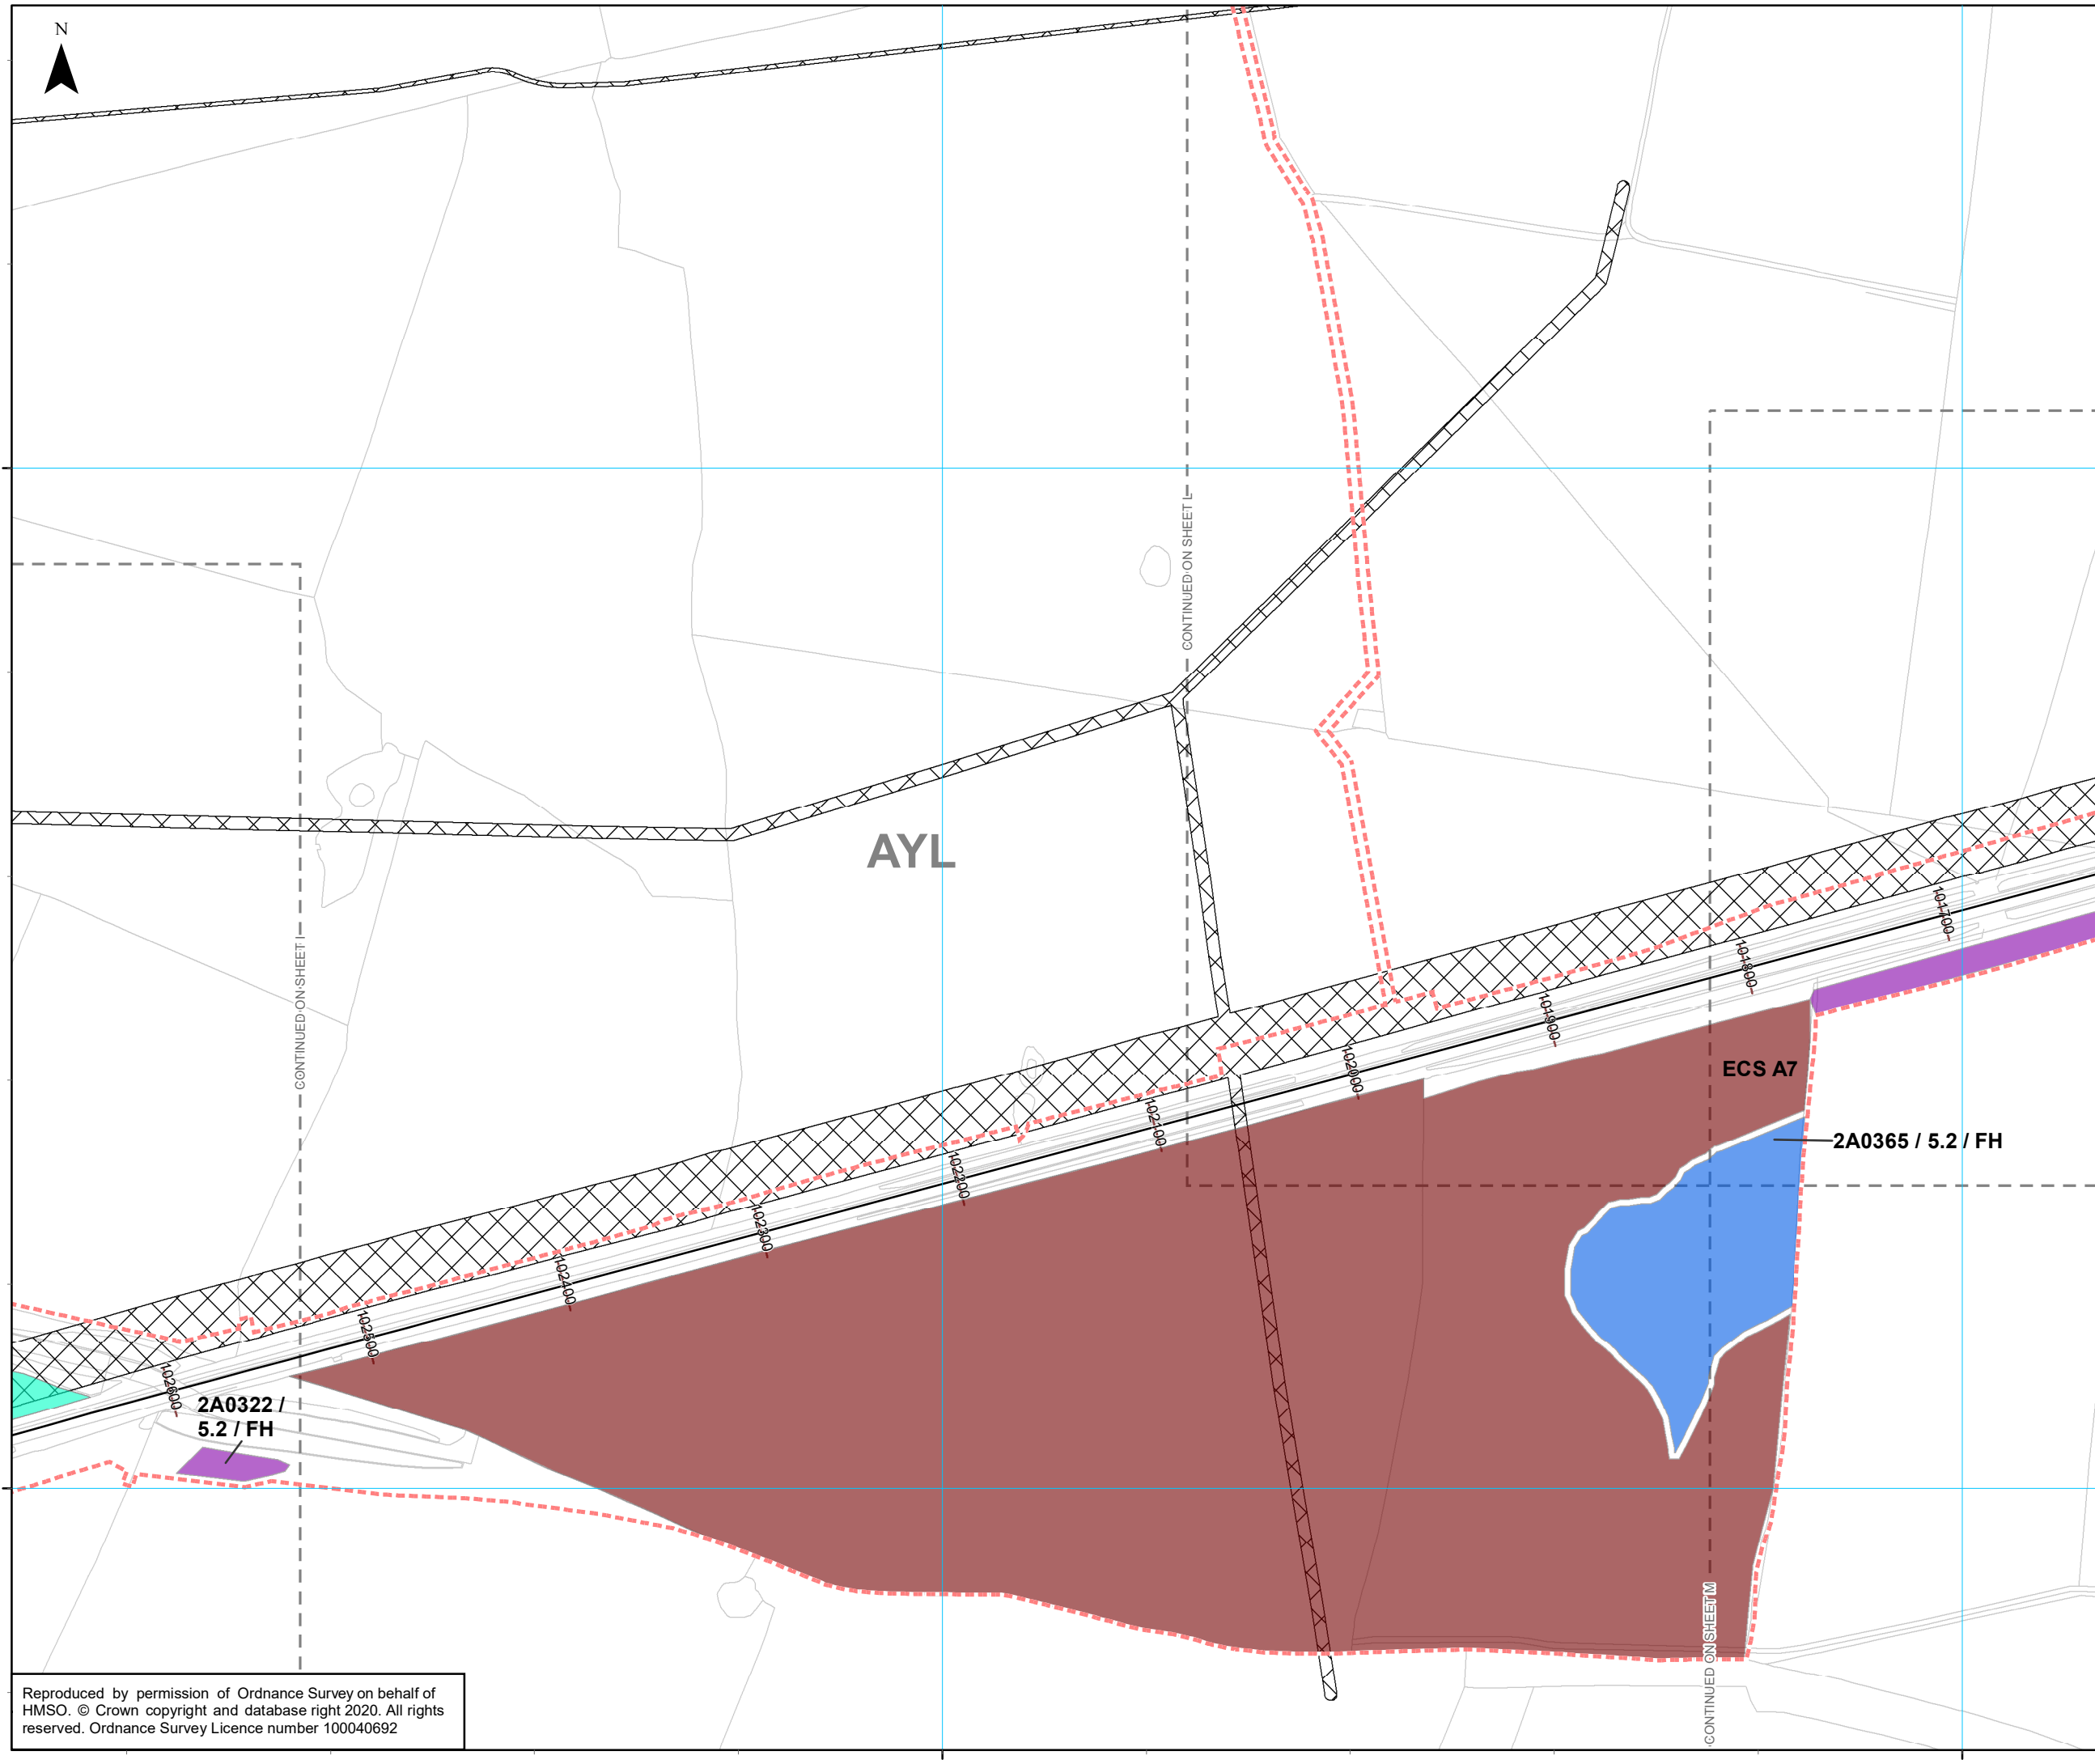 N
CONTINUED ON SHEET L
AYL
CONTINUED ON SHEET I
101700
101800
101900
102000
102100
102200
102300
102400
102500
102600
ECS A7
2A0365 / 5.2 / FH
2A0322 /
5.2 / FH
CONTINUED ON SHEET M
Reproduced by permission of Ordnance Survey on behalf of
HMSO. © Crown copyright and database right 2020. All rights
reserved. Ordnance Survey Licence number 100040692